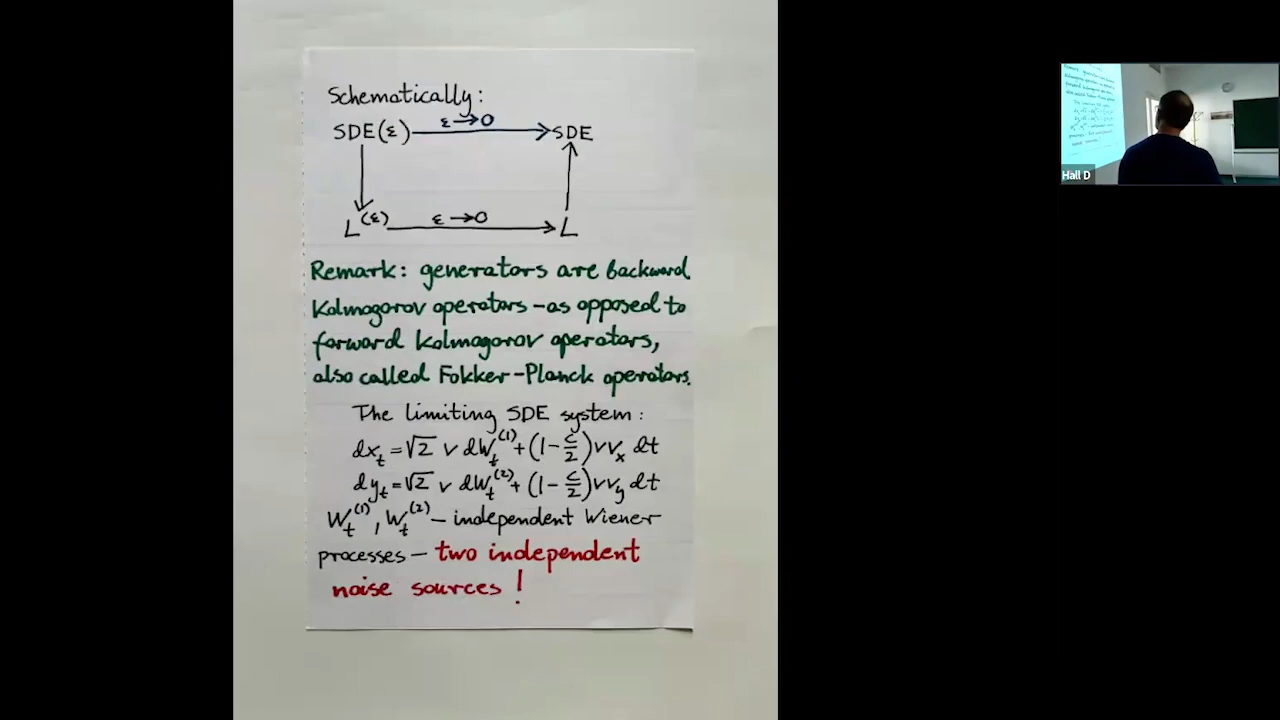 Schematically:
SDE(ε) ε→0 SDE
L^(ε) ε→0 L
Remark: generators are backward
Kolmogorov operators – as opposed to
forward Kolmogorov operators,
also called Fokker-Planck operators.
The limiting SDE system:
dx_t = √2 v dW_t^(1) + (1 - c/2) v v_x dt
dy_t = √2 v dW_t^(2) + (1 - c/2) v v_y dt
W_t^(1), W_t^(2) – independent Wiener
processes – two independent
noise sources!
Hall D